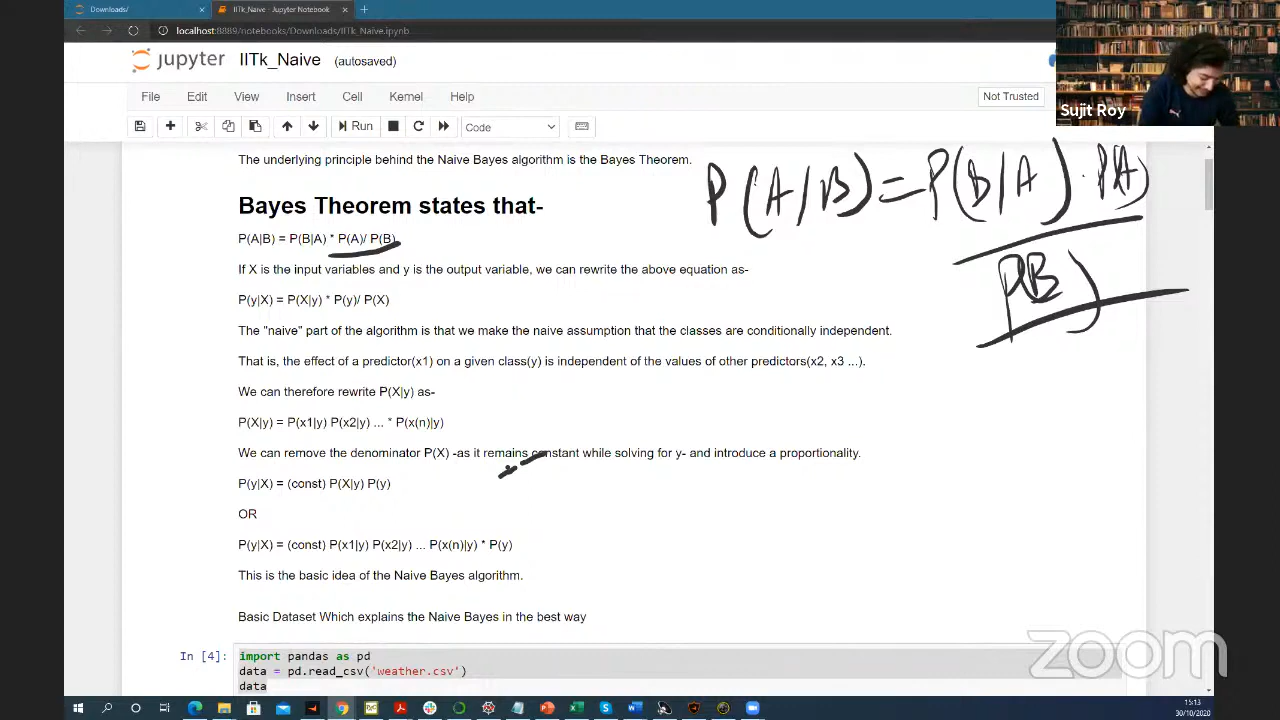 Downloads/
IITk_Naive - Jupyter Notebook
localhost:8889/notebooks/Downloads/IITk_Naive.ipynb
jupyter IITk_Naive (autosaved)
File Edit View Insert Cell Kernel Help
Not Trusted
Run
Code
Sujit Roy
The underlying principle behind the Naive Bayes algorithm is the Bayes Theorem.
P(A/B) = P(B/A) . P(A)
P(B)
Bayes Theorem states that-
P(A|B) = P(B|A) * P(A)/ P(B)
If X is the input variables and y is the output variable, we can rewrite the above equation as-
P(y|X) = P(X|y) * P(y)/ P(X)
The "naive" part of the algorithm is that we make the naive assumption that the classes are conditionally independent.
That is, the effect of a predictor(x1) on a given class(y) is independent of the values of other predictors(x2, x3 ...).
We can therefore rewrite P(X|y) as-
P(X|y) = P(x1|y) P(x2|y) ... * P(x(n)|y)
We can remove the denominator P(X) -as it remains constant while solving for y- and introduce a proportionality.
P(y|X) = (const) P(X|y) P(y)
OR
P(y|X) = (const) P(x1|y) P(x2|y) ... P(x(n)|y) * P(y)
This is the basic idea of the Naive Bayes algorithm.
Basic Dataset Which explains the Naive Bayes in the best way
In [4]: import pandas as pd
data = pd.read_csv('weather.csv')
data
zoom
15:13
30/10/2020